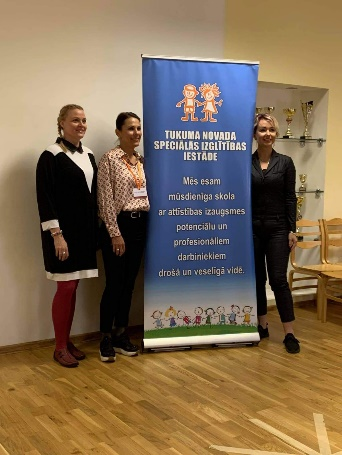 TUKUMA NOVADA
SPECIĀLĀS IZGLĪTĪBAS
IESTĀDE
Mēs esam
mūsdienīga skola
ar attīstības izaugsmes
potenciālu un
profesionāliem
darbiniekiem
drošā un veselīgā vidē.